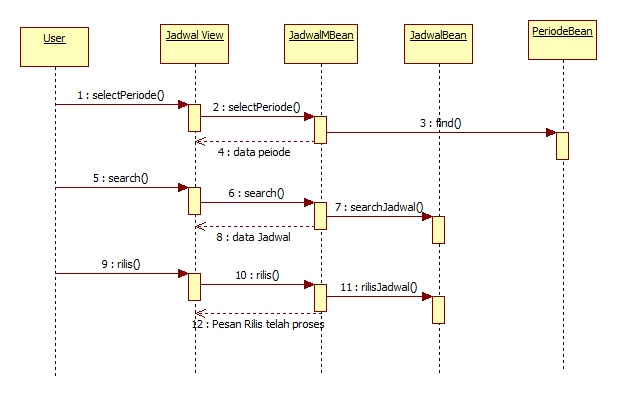 User
Jadwal View
JadwalMBean
JadwalBean
PeriodeBean
1 : selectPeriode()
2 : selectPeriode()
3 : find()
4 : data peiode
5 : search()
6 : search()
7 : searchJadwal()
8 : data Jadwal
9 : rilis()
10 : rilis()
11 : rilisJadwal()
12 : Pesan Rilis telah proses